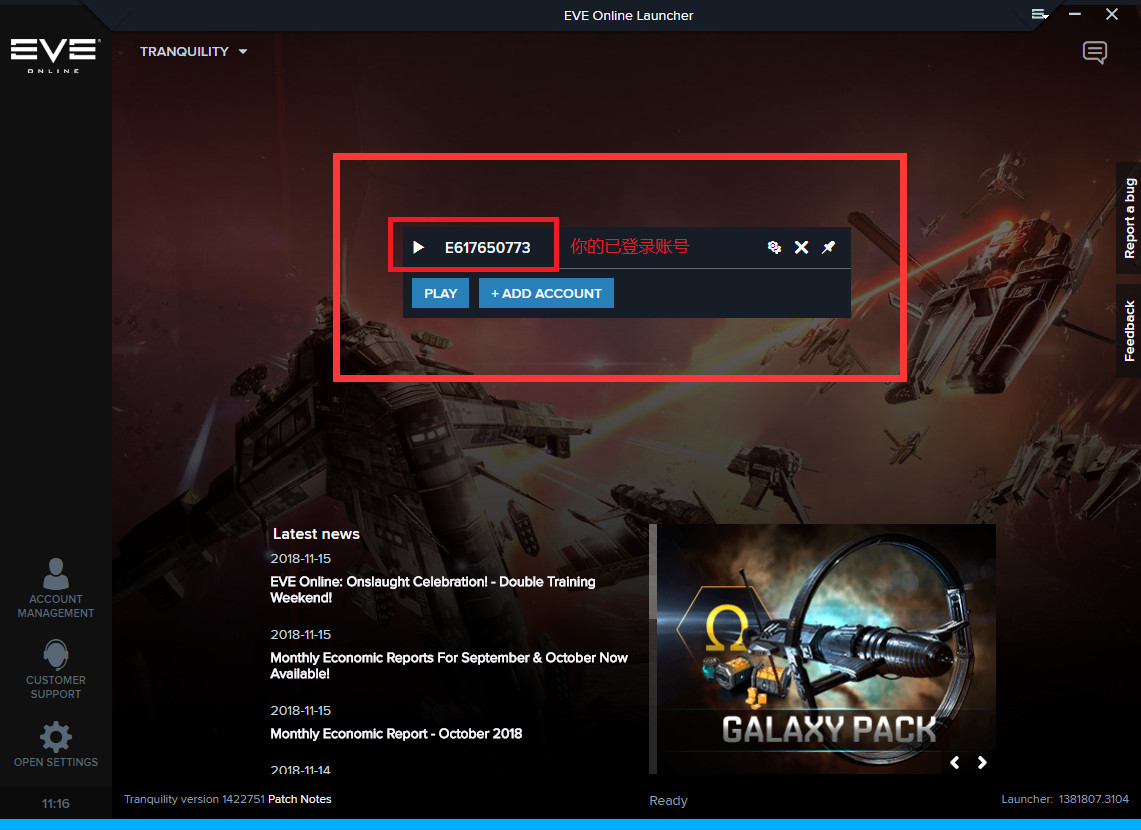 EVE Online Launcher
EVE
ONLINE
TRANQUILITY
Report a bug
E617650773 你的已登录账号
PLAY + ADD ACCOUNT
Feedback
Latest news
2018-11-15
EVE Online: Onslaught Celebration! - Double Training
Weekend!
2018-11-15
Monthly Economic Reports For September & October Now
Available!
2018-11-15
Monthly Economic Report - October 2018
2018-11-14
Ω
GALAXY PACK
ACCOUNT
MANAGEMENT
CUSTOMER
SUPPORT
OPEN SETTINGS
11:16
Tranquility version 1422751 Patch Notes
Ready
Launcher: 1381807.3104